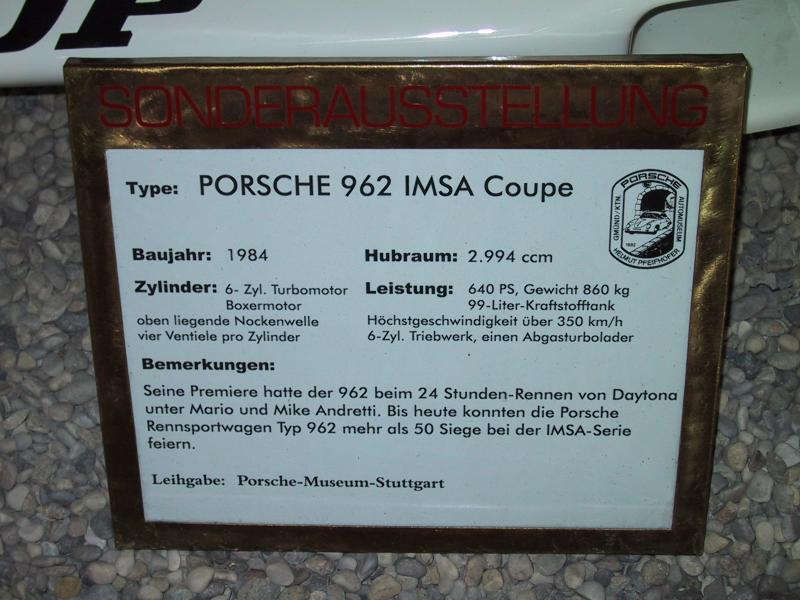 OP
SONDERAUSSTELLUNG
Type: PORSCHE 962 IMSA Coupe
PORSCHE
GMÜND/KTN.
AUTOMUSEUM
HELMUT PFEIFHOFER
1982
Baujahr: 1984
Hubraum: 2.994 ccm
Zylinder: 6- Zyl. Turbomotor
Boxermotor
oben liegende Nockenwelle
vier Ventiele pro Zylinder
Leistung: 640 PS, Gewicht 860 kg
99-Liter-Kraftstofftank
Höchstgeschwindigkeit über 350 km/h
6-Zyl. Triebwerk, einen Abgasturbolader
Bemerkungen:
Seine Premiere hatte der 962 beim 24 Stunden-Rennen von Daytona
unter Mario und Mike Andretti. Bis heute konnten die Porsche
Rennsportwagen Typ 962 mehr als 50 Siege bei der IMSA-Serie
feiern.
Leihgabe: Porsche-Museum-Stuttgart